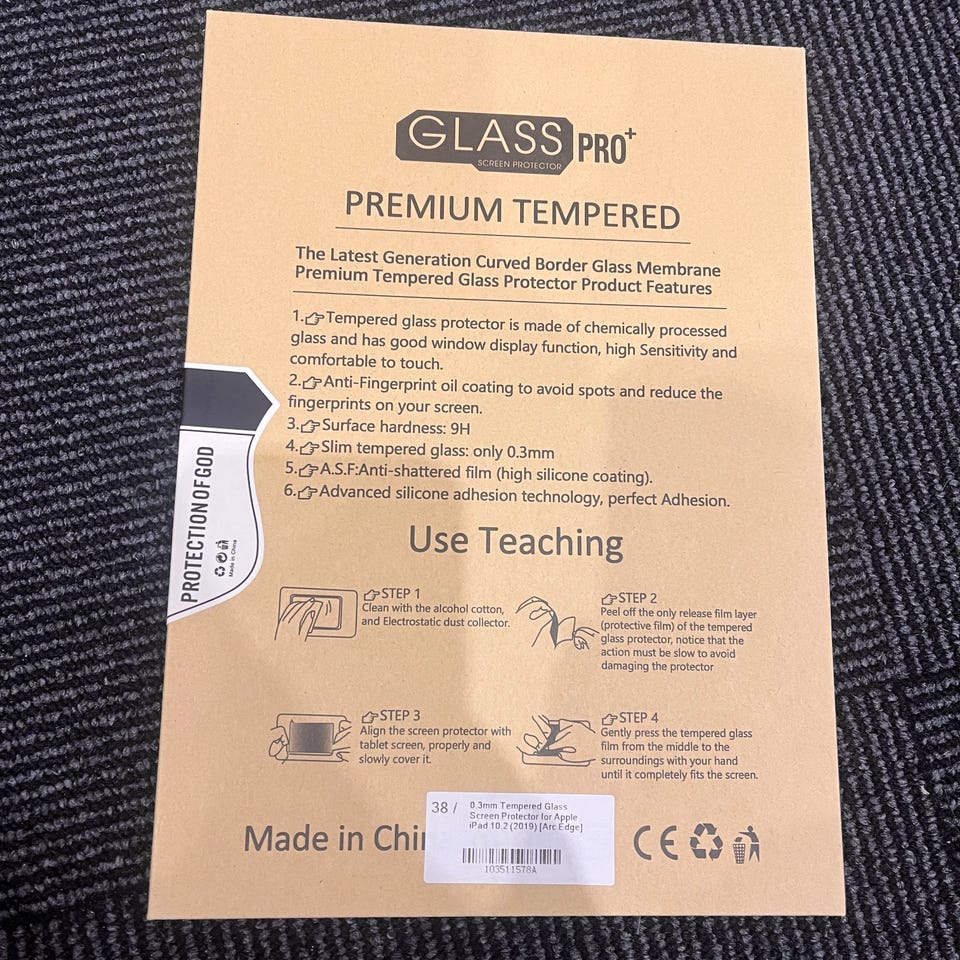 GLASS PRO+
SCREEN PROTECTOR
PREMIUM TEMPERED
The Latest Generation Curved Border Glass Membrane
Premium Tempered Glass Protector Product Features
1.👉Tempered glass protector is made of chemically processed
glass and has good window display function, high Sensitivity and
comfortable to touch.
2.👉Anti-Fingerprint oil coating to avoid spots and reduce the
fingerprints on your screen.
3.👉Surface hardness: 9H
4.👉Slim tempered glass: only 0.3mm
5.👉A.S.F:Anti-shattered film (high silicone coating).
6.👉Advanced silicone adhesion technology, perfect Adhesion.
PROTECTION OF GOD
Made in China
Use Teaching
👉STEP 1
Clean with the alcohol cotton,
and Electrostatic dust collector.
👉STEP 2
Peel off the only release film layer
(protective film) of the tempered
glass protector, notice that the
action must be slow to avoid
damaging the protector
👉STEP 3
Align the screen protector with
tablet screen, properly and
slowly cover it.
👉STEP 4
Gently press the tempered glass
film from the middle to the
surroundings with your hand
until it completely fits the screen.
Made in Chi
38 /
0.3mm Tempered Glass
Screen Protector for Apple
iPad 10.2 (2019) [Arc Edge]
103511578A
CE